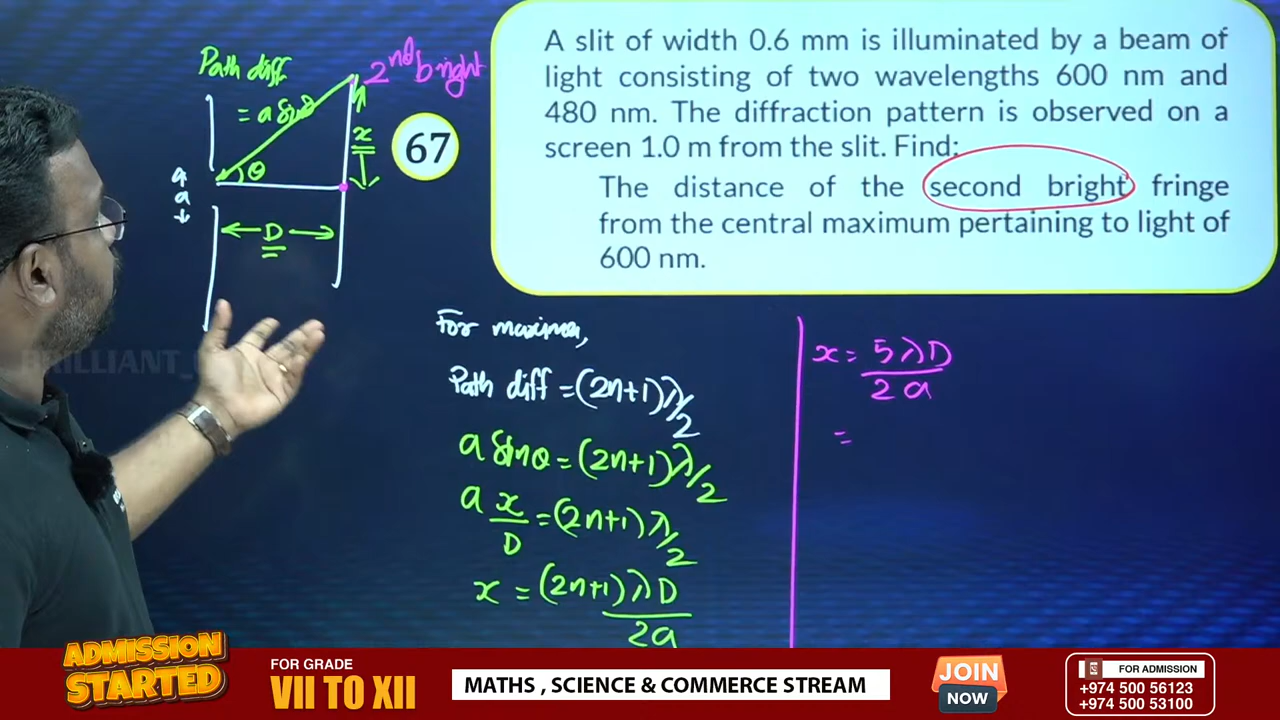 A slit of width 0.6 mm is illuminated by a beam of
light consisting of two wavelengths 600 nm and
480 nm. The diffraction pattern is observed on a
screen 1.0 m from the slit. Find:
The distance of the second bright fringe
from the central maximum pertaining to light of
600 nm.
67
Path diff
= a sinθ
2nd bright
x
θ
a
D
For maxima,
Path diff = (2n+1)λ/2
a sinθ = (2n+1)λ/2
a x/D = (2n+1)λ/2
x = (2n+1)λD/2a
x = 5λD/2a
=
BRILLIANT_
ADMISSION
STARTED
FOR GRADE
VII TO XII
MATHS , SCIENCE & COMMERCE STREAM
JOIN
NOW
FOR ADMISSION
+974 500 56123
+974 500 53100